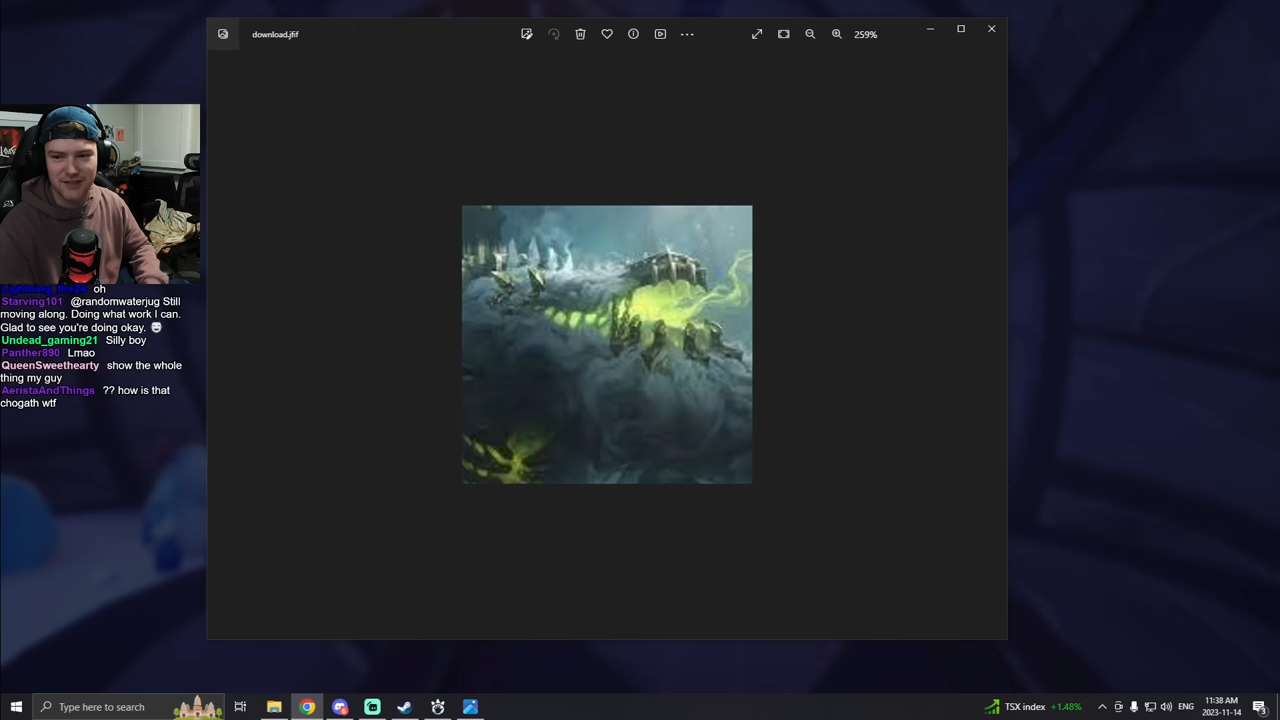 download.jfif
259%
oh
Starving101 @randomwaterjug Still
moving along. Doing what work I can.
Glad to see you're doing okay.
Undead_gaming21 Silly boy
Panther890 Lmao
QueenSweethearty show the whole
thing my guy
AeristaAndThings ?? how is that
chogath wtf
Type here to search
TSX index +1.48%
ENG
11:38 AM
2023-11-14
3